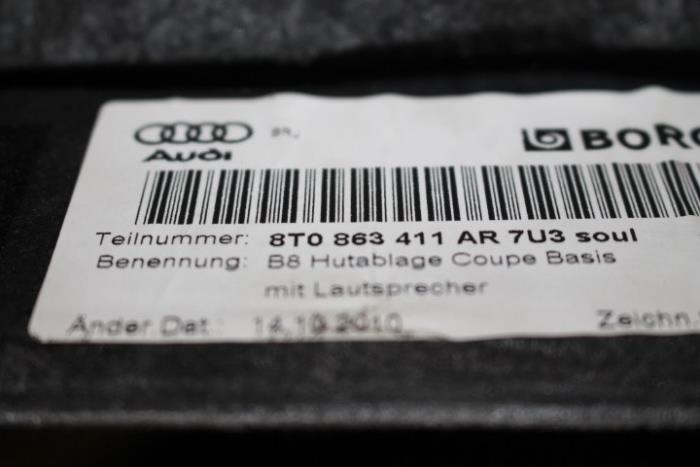 Audi
BORG
Teilnummer: 8T0 863 411 AR 7U3 soul
Benennung: B8 Hutablage Coupe Basis
mit Lautsprecher
Änder.Dat.: 14.10.2010
Zeichn.